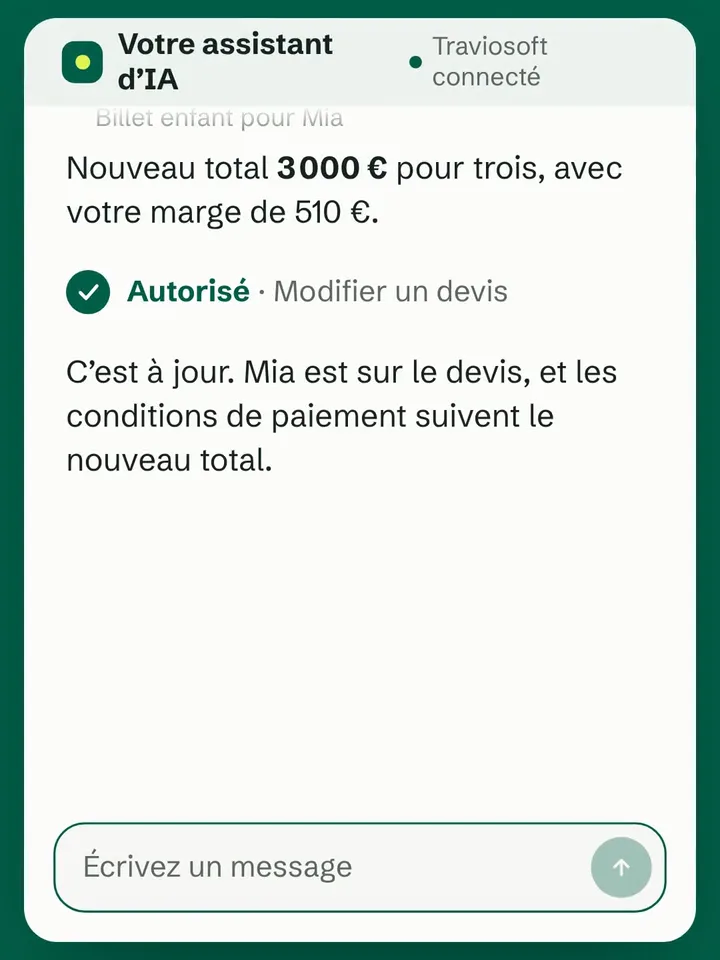 Votre assistant
d’IA
Traviosoft
connecté
Billet enfant pour Mia
Nouveau total 3 000 € pour trois, avec
votre marge de 510 €.
Autorisé · Modifier un devis
C’est à jour. Mia est sur le devis, et les
conditions de paiement suivent le
nouveau total.
Écrivez un message